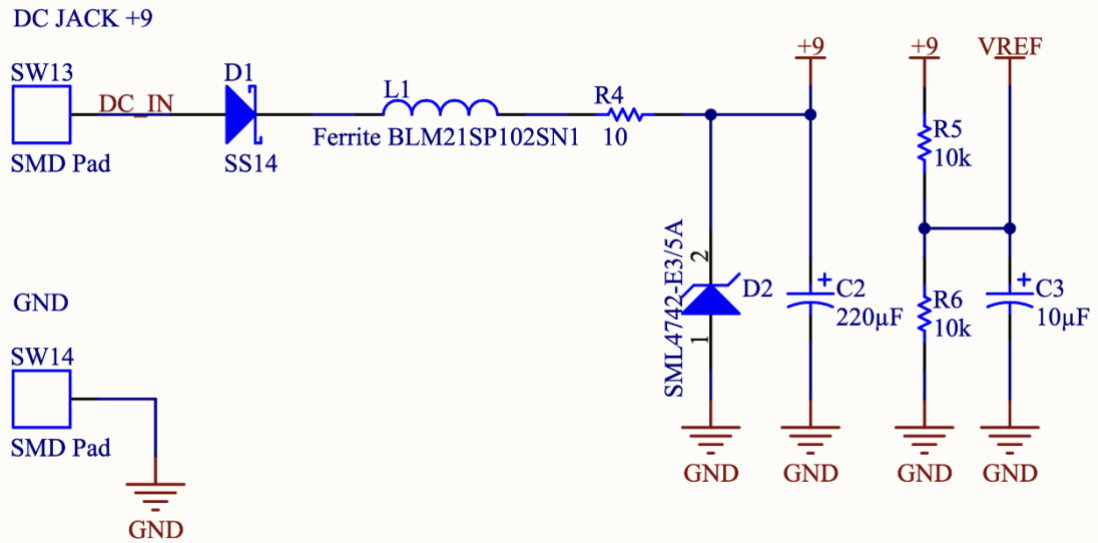 DC JACK +9
SW13
DC_IN
SMD Pad
D1
SS14
L1
Ferrite BLM21SP102SN1
R4
10
+9
+9
VREF
R5
10k
SML4742-E3/5A
2
1
D2
+
C2
220µF
R6
10k
+
C3
10µF
GND
GND
GND
GND
GND
SW14
SMD Pad
GND